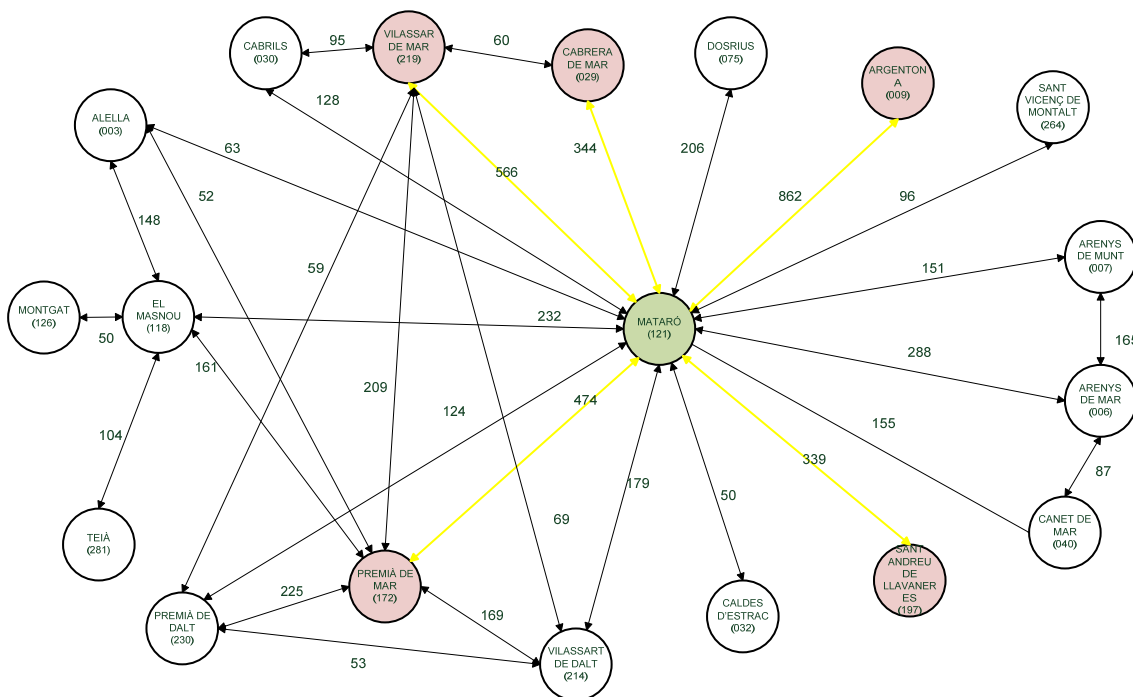 CABRILS
(030)
95
VILASSAR
DE MAR
(219)
60
CABRERA
DE MAR
(029)
DOSRIUS
(075)
ARGENTON
A
(009)
SANT
VICENÇ DE
MONTALT
(264)
ALELLA
(003)
128
63
52
566
344
206
862
96
148
59
151
ARENYS
DE MUNT
(007)
MONTGAT
(126)
50
EL
MASNOU
(118)
232
MATARÓ
(121)
288
165
161
209
124
474
ARENYS
DE MAR
(006)
104
179
155
339
87
50
69
TEIÀ
(281)
CANET DE
MAR
(040)
PREMIÀ DE
MAR
(172)
SANT
ANDREU DE
LLAVANER
ES
(197)
225
169
PREMIÀ DE
DALT
(230)
53
VILASSART
DE DALT
(214)
CALDES
D'ESTRAC
(032)